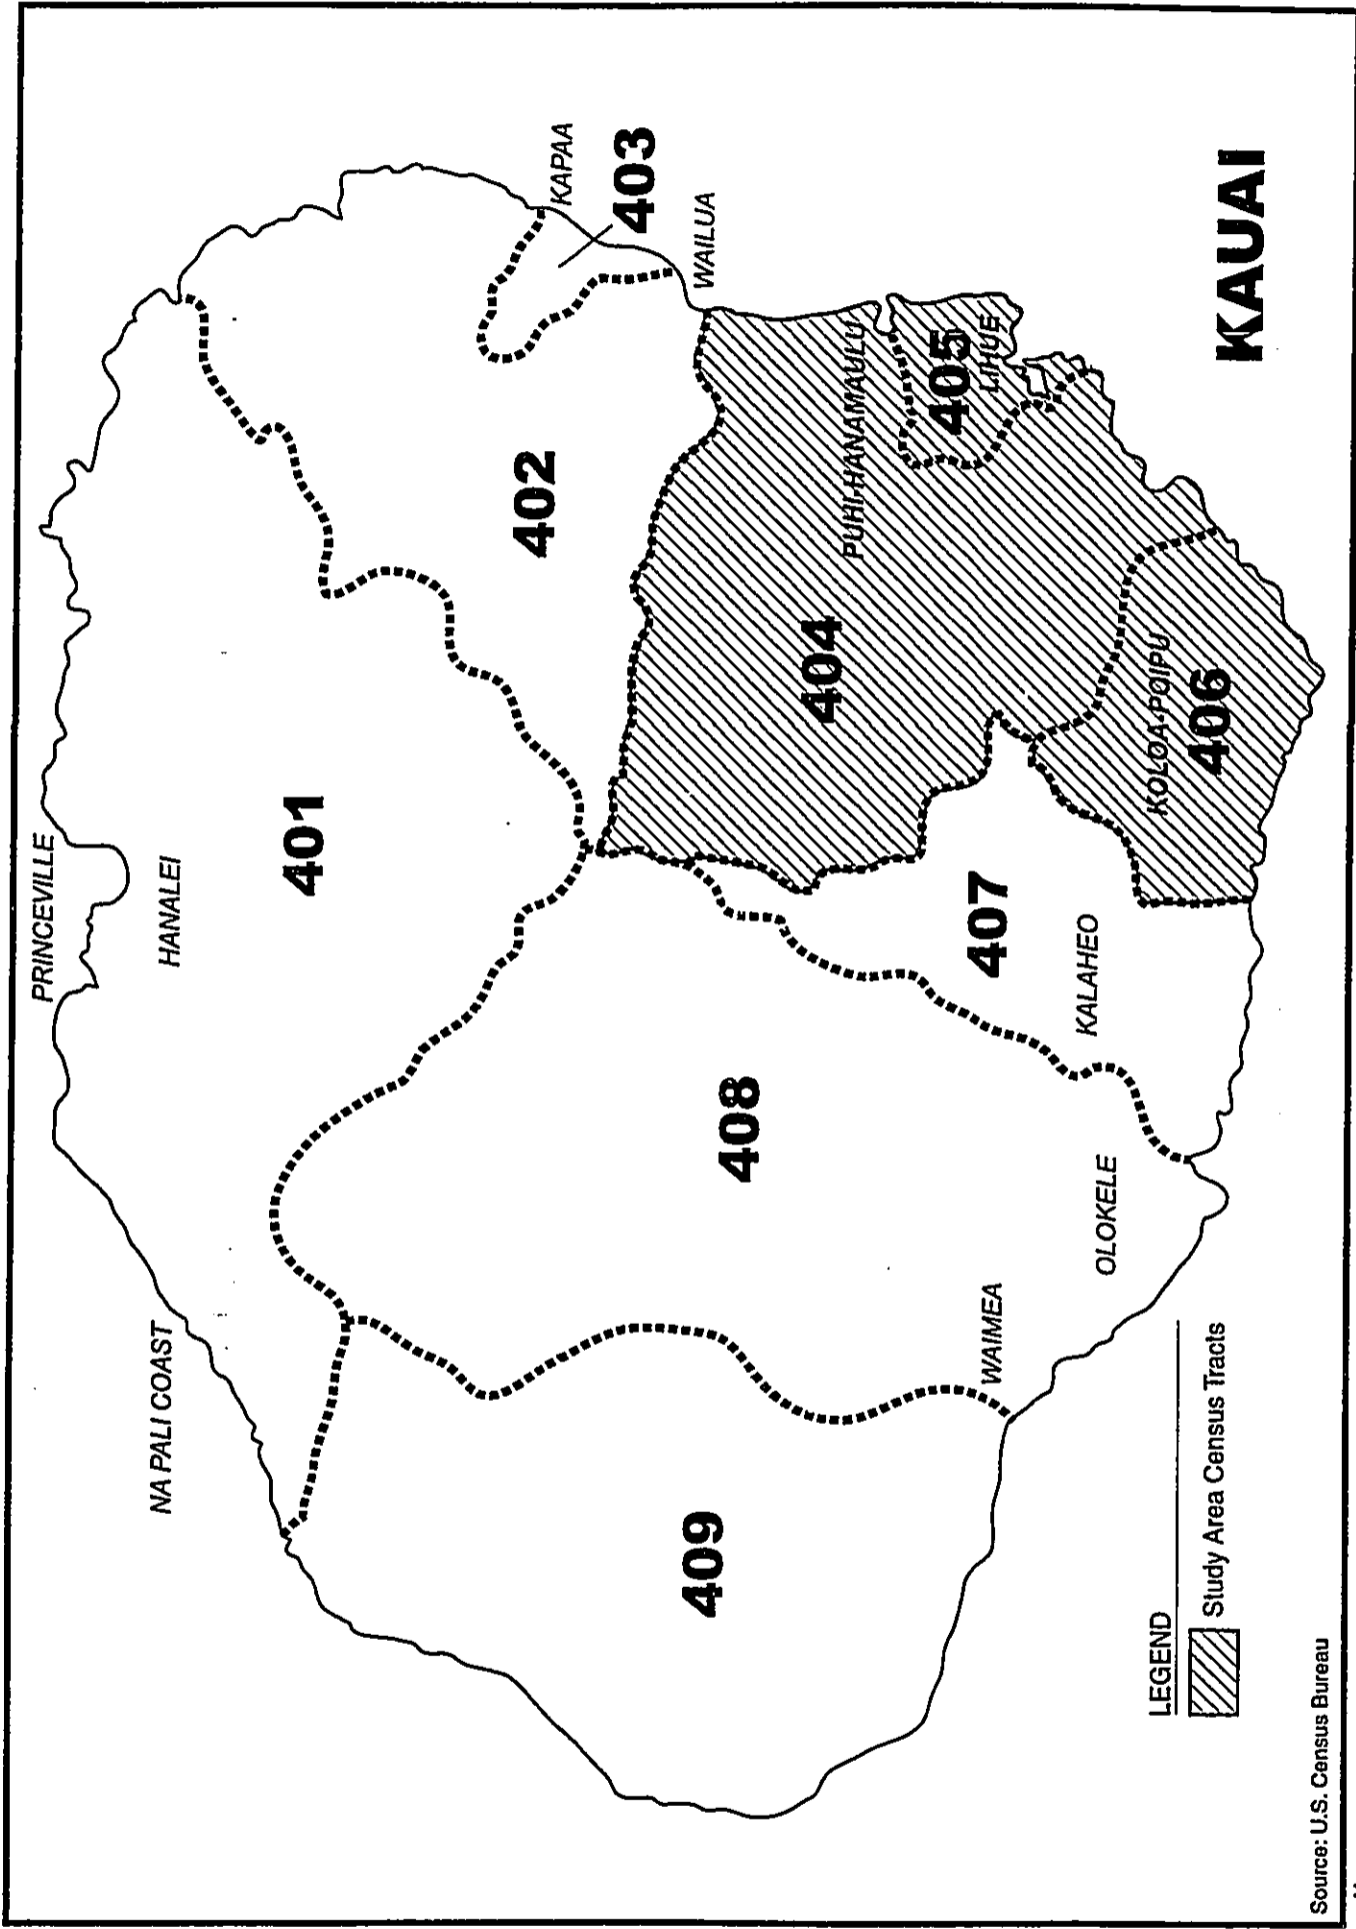 PRINCEVILLE
HANALEI
NA PALI COAST
401
KAPAA
403
WAILUA
402
409
408
404
PUHI-HANAMAULU
405
LIHUE
407
KALAHEO
KOLOA-POIPU
406
WAIMEA
OLOKELE
KAUAI
LEGEND
Study Area Census Tracts
Source: U.S. Census Bureau